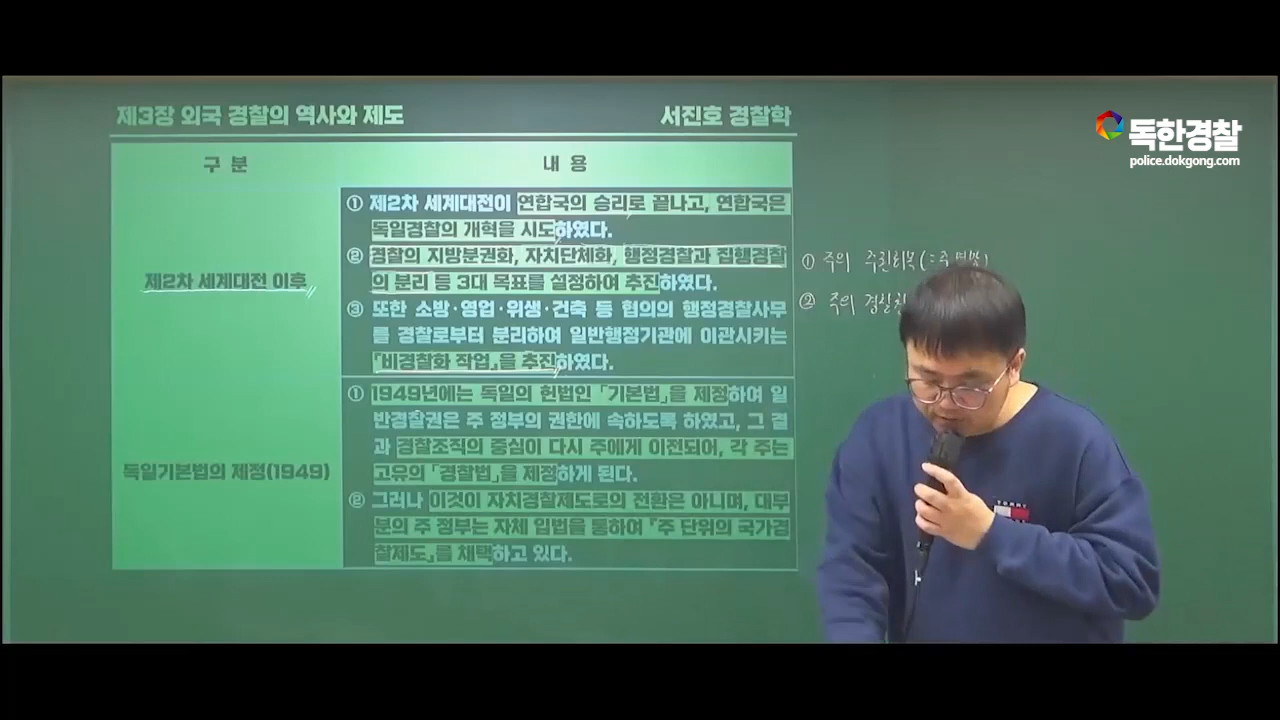 제3장 외국 경찰의 역사와 제도
서진호 경찰학
독한경찰
police.dokgong.com
구 분
내 용
제2차 세계대전 이후
① 제2차 세계대전이 연합국의 승리로 끝나고, 연합국은
독일경찰의 개혁을 시도하였다.
② 경찰의 지방분권화, 자치단체화, 행정경찰과 집행경찰
의 분리 등 3대 목표를 설정하여 추진하였다.
③ 또한 소방·영업·위생·건축 등 협의의 행정경찰사무
를 경찰로부터 분리하여 일반행정기관에 이관시키는
『비경찰화 작업』을 추진하였다.
독일기본법의 제정(1949)
① 1949년에는 독일의 헌법인 「기본법」을 제정하여 일
반경찰권은 주 정부의 권한에 속하도록 하였고, 그 결
과 경찰조직의 중심이 다시 주에게 이전되어, 각 주는
고유의 「경찰법」을 제정하게 된다.
② 그러나 이것이 자치경찰제도로의 전환은 아니며, 대부
분의 주 정부는 자체 입법을 통하여 『주 단위의 국가경
찰제도』를 채택하고 있다.
① 주의
② 주의 경찰
TOMMY